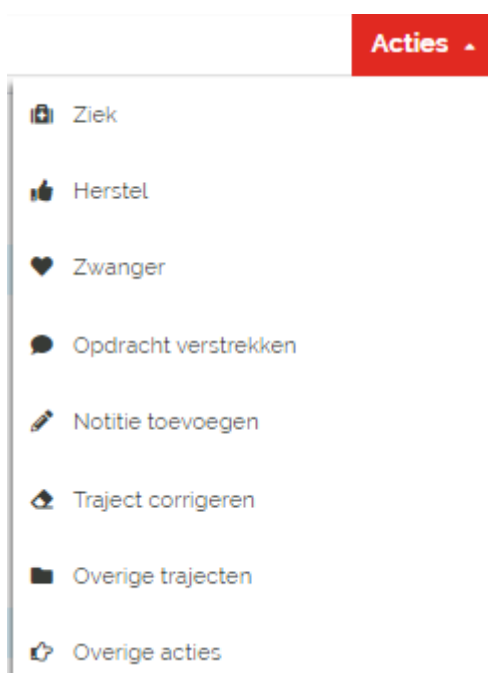 Acties
Ziek
Herstel
Zwanger
Opdracht verstrekken
Notitie toevoegen
Traject corrigeren
Overige trajecten
Overige acties